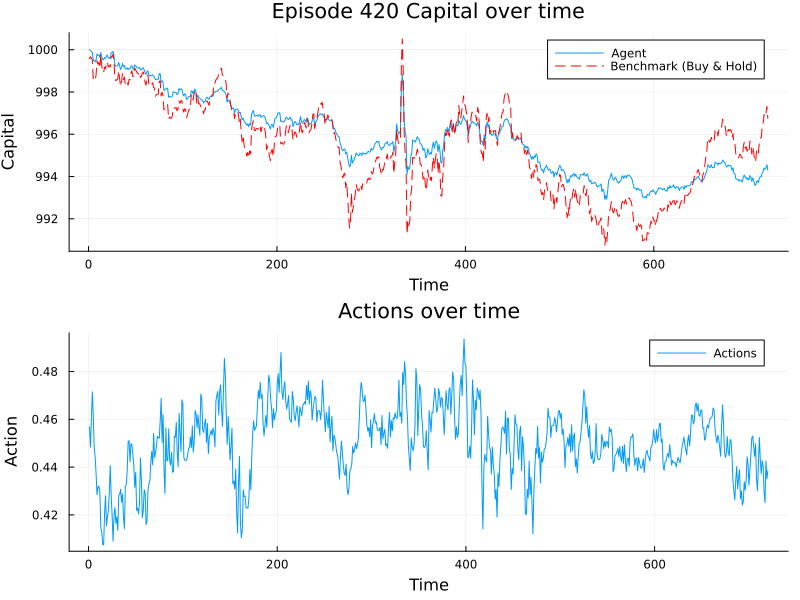 Episode 420 Capital over time
Capital
1000
998
996
994
992
Agent
Benchmark (Buy & Hold)
0
200
400
600
Time
Actions over time
Action
0.48
0.46
0.44
0.42
Actions
0
200
400
600
Time